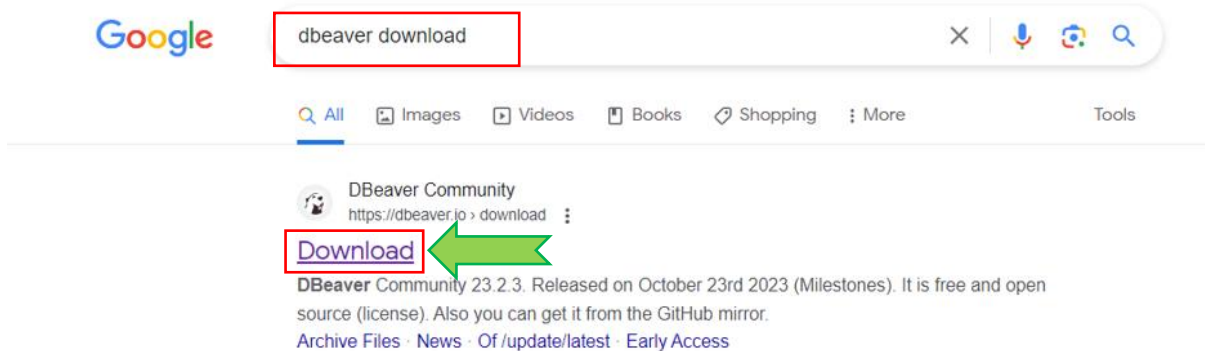 Google
dbeaver download
All Images Videos Books Shopping More Tools
DBeaver Community
https://dbeaver.io › download
Download
DBeaver Community 23.2.3. Released on October 23rd 2023 (Milestones). It is free and open
source (license). Also you can get it from the GitHub mirror.
Archive Files · News · Of /update/latest · Early Access